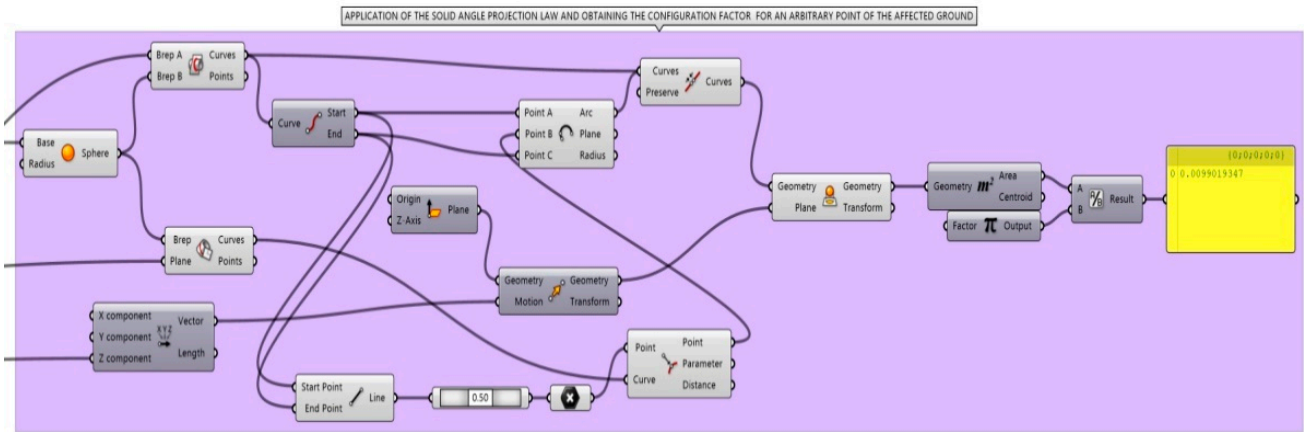 APPLICATION OF THE SOLID ANGLE PROJECTION LAW AND OBTAINING THE CONFIGURATION FACTOR FOR AN ARBITRARY POINT OF THE AFFECTED GROUND
Brep A Curves
Brep B Points
Base
Radius
Sphere
Curve
Start
End
Point A Arc
Point B Plane
Point C Radius
Curves
Preserve
Curves
Origin
Z-Axis
Plane
Brep Curves
Plane Points
Geometry Geometry
Motion Transform
X component
Y component
Z component
XYZ
Vector
Length
Start Point
End Point
Line
0.50
Point
Curve
Point
Parameter
Distance
Geometry Geometry
Plane Transform
Geometry m² Area
Centroid
Factor π Output
A
B
A/B
Result
{0;0;0;0;0}
0 0.0099019347